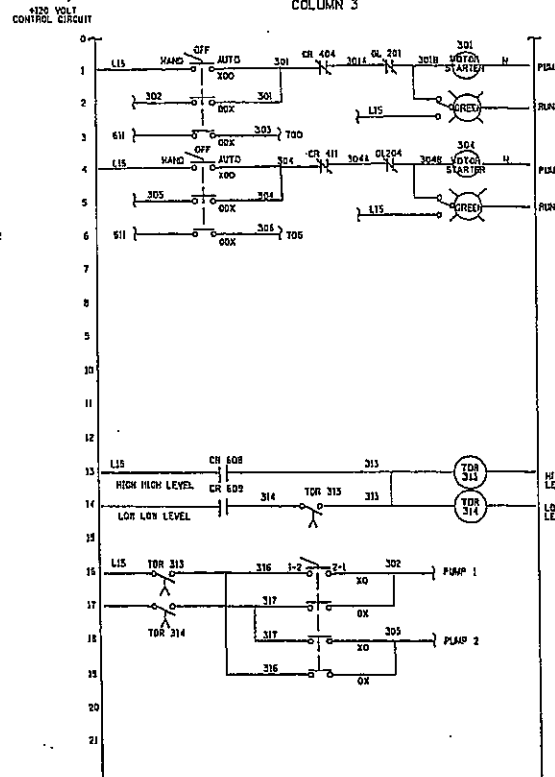 COLUMN 3
+120 VOLT
CONTROL CIRCUIT
0
OFF
1 L15 HAND AUTO 301 CR 404 301A OL 201 301B 301 MOTOR STARTER N
XOO
2 302 301 GREEN RUN
OOX L15
3 611 303 TOO
OOX
OFF
4 L15 HAND AUTO 304 CR 411 304A OL204 304B 304 MOTOR STARTER N
XOO
5 305 304 GREEN RUN
OOX L15
6 611 306 TOS
OOX
7
8
10
11
12
13 L15 CR 608 313 TDR 313
HIGH HIGH LEVEL
14 CR 609 314 TDR 313 313 TDR 314
LOW LOW LEVEL
15
16 L15 TDR 313 316 1-2 2-1 302 PUMP 1
XO
17 TDR 314 317 OX
18 317 305 PUMP 2
XO
19 316 OX
20
21